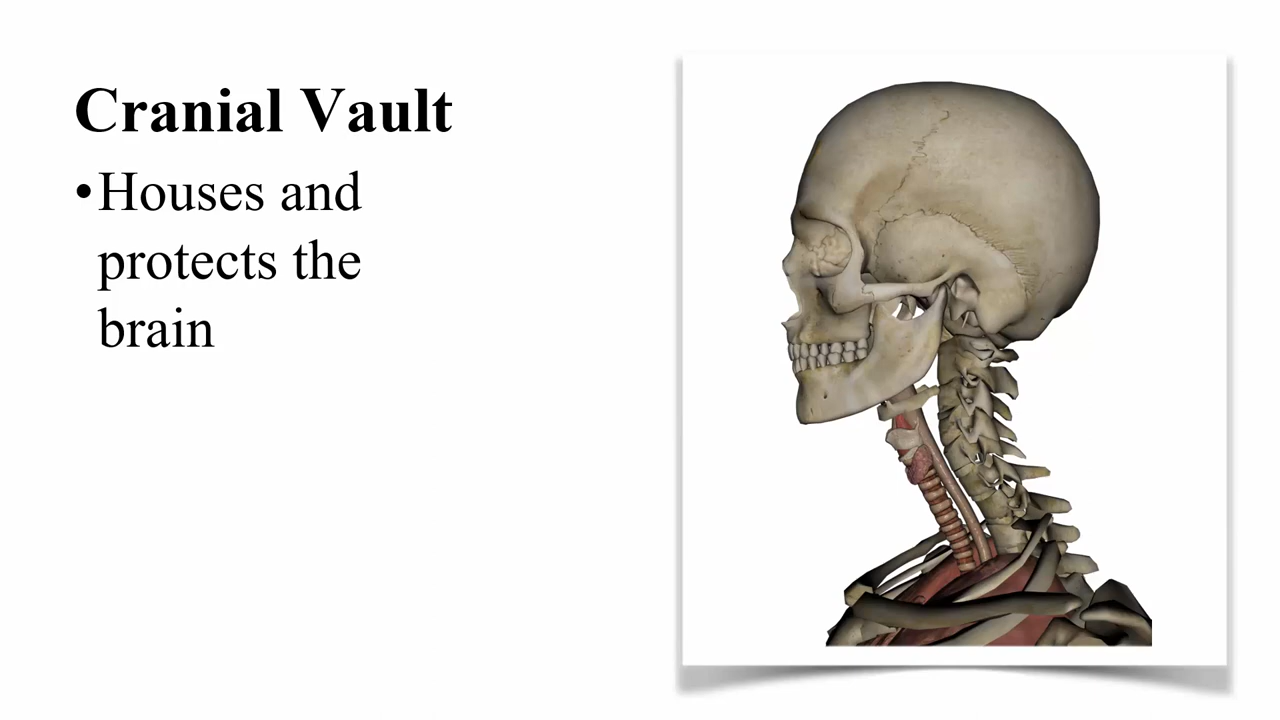 Cranial Vault
•Houses and
protects the
brain